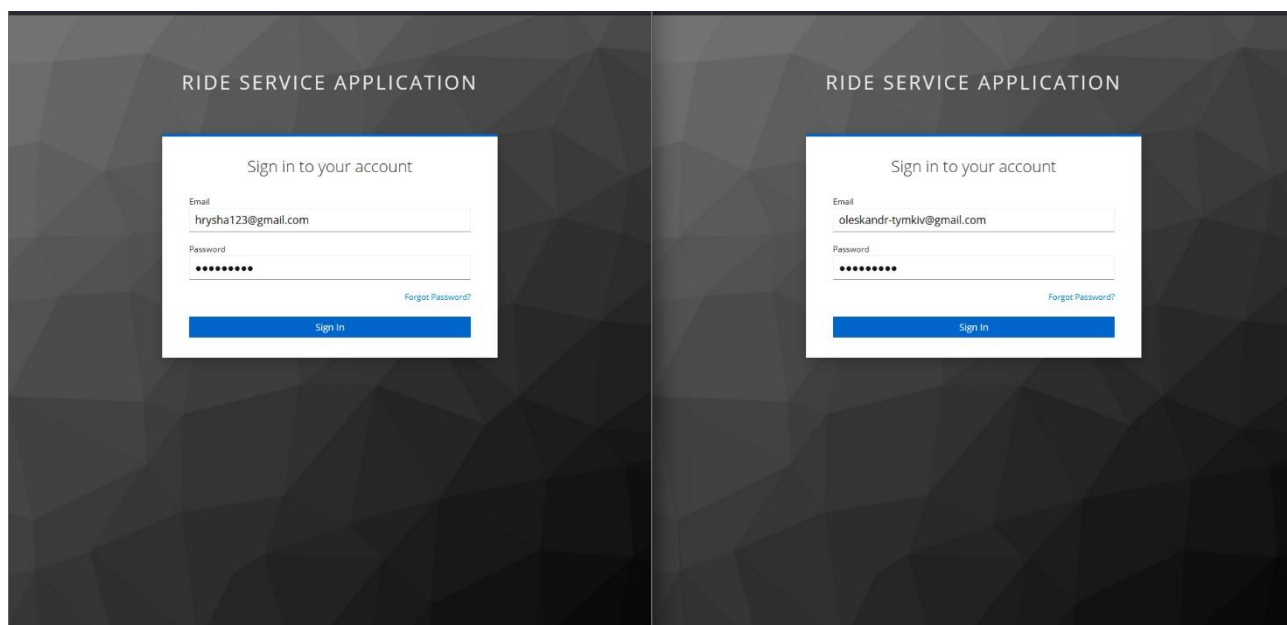 RIDE SERVICE APPLICATION
Sign in to your account
Email
hrysha123@gmail.com
Password
•••••••••
Forgot Password?
Sign In
RIDE SERVICE APPLICATION
Sign in to your account
Email
oleskandr-tymkiv@gmail.com
Password
•••••••••
Forgot Password?
Sign In